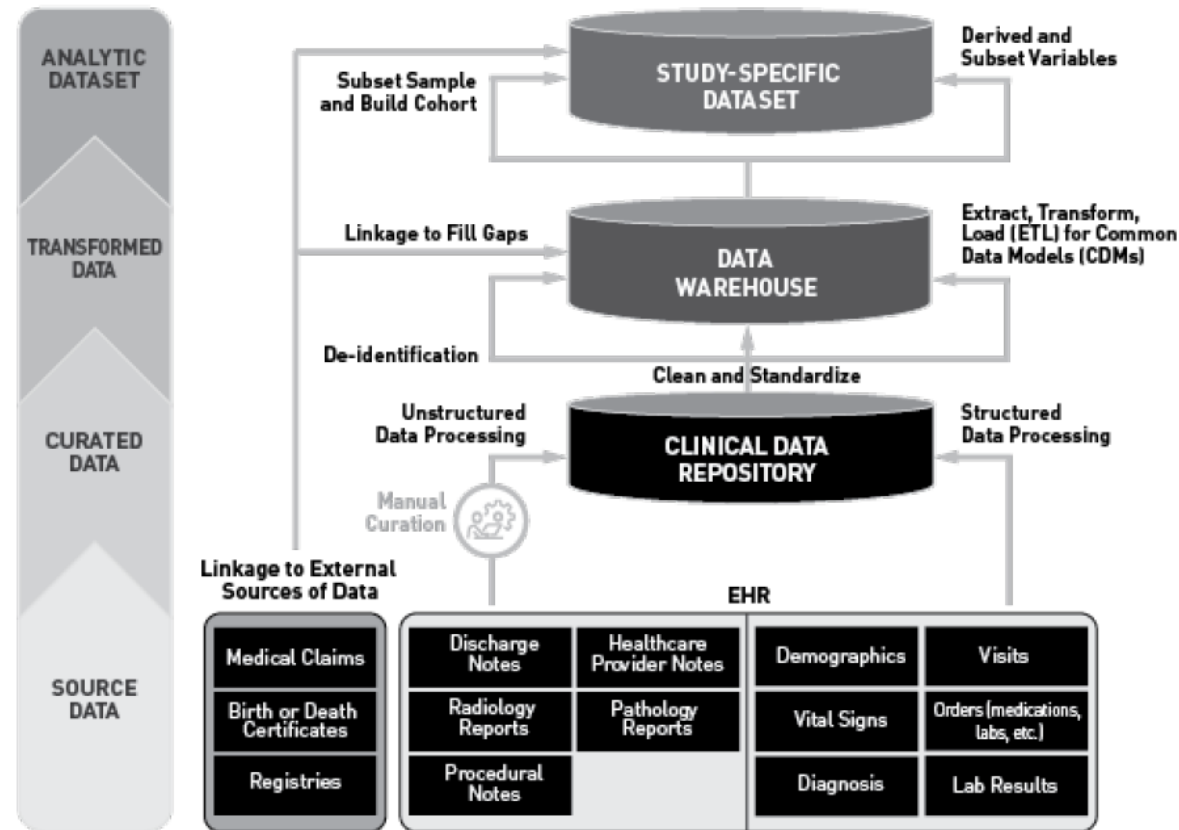 ANALYTIC
DATASET
TRANSFORMED
DATA
CURATED
DATA
SOURCE
DATA
Subset Sample
and Build Cohort
STUDY-SPECIFIC
DATASET
Derived and
Subset Variables
Linkage to Fill Gaps
DATA
WAREHOUSE
Extract, Transform,
Load (ETL) for Common
Data Models (CDMs)
De-identification
Clean and Standardize
Unstructured
Data Processing
CLINICAL DATA
REPOSITORY
Structured
Data Processing
Manual
Curation
Linkage to External
Sources of Data
Medical Claims
Birth or Death
Certificates
Registries
EHR
Discharge
Notes
Healthcare
Provider Notes
Demographics
Visits
Radiology
Reports
Pathology
Reports
Vital Signs
Orders (medications,
labs, etc.)
Procedural
Notes
Diagnosis
Lab Results